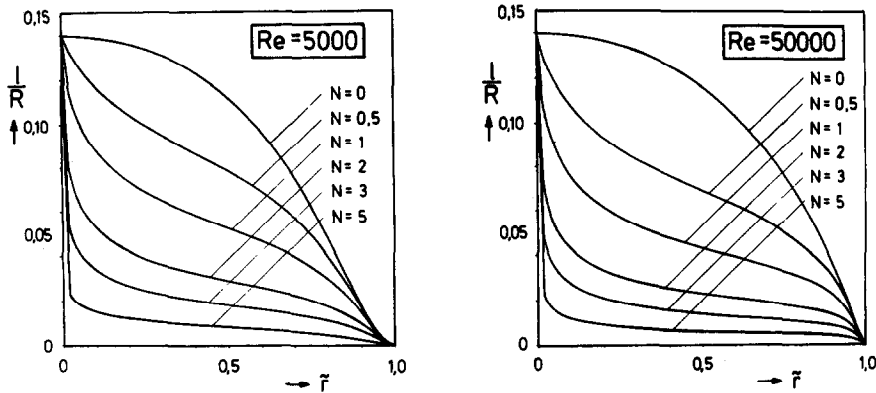 0,15
Re=5000
l/R
N=0
N=0,5
0,10
N=1
N=2
N=3
N=5
0,05
0
0 0,5 1,0
r̃
0,15
Re=50000
l/R
N=0
N=0,5
0,10
N=1
N=2
N=3
N=5
0,05
0
0 0,5 1,0
r̃